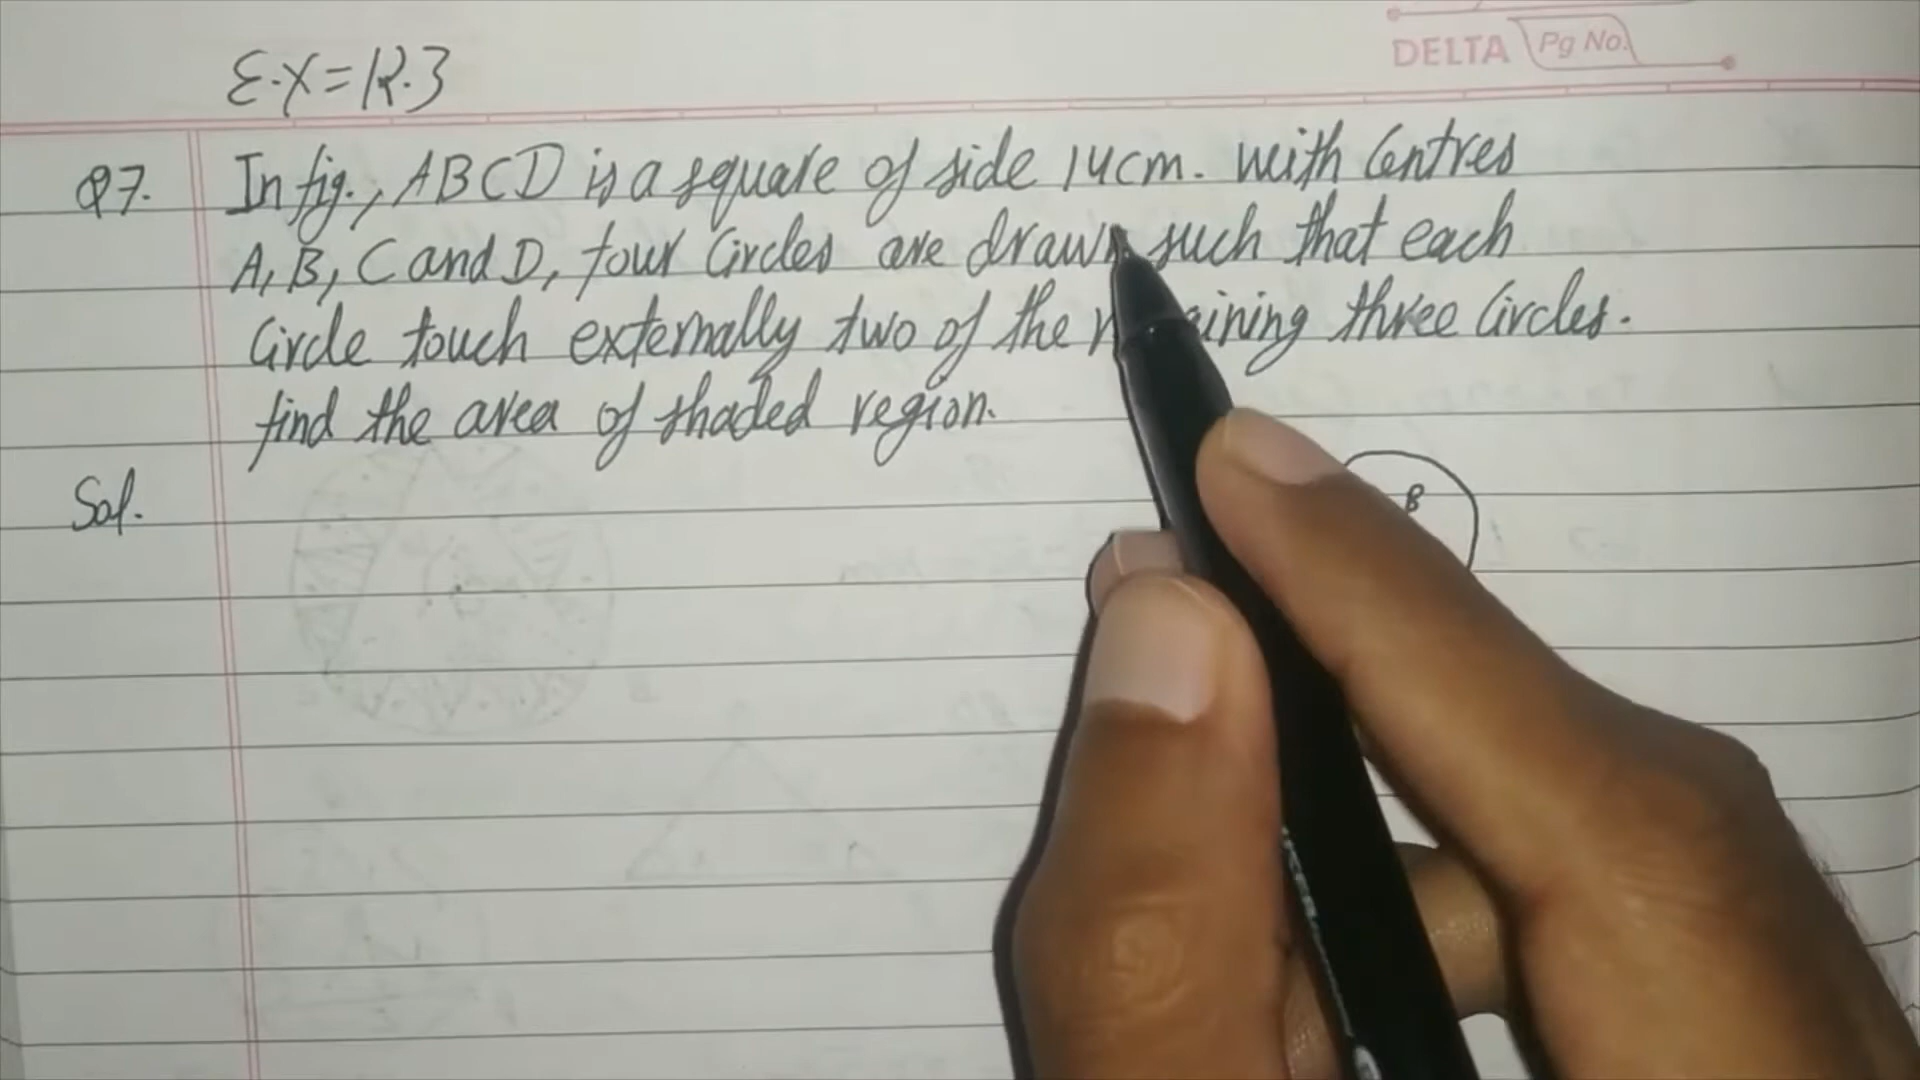 DELTA Pg No.
E.X=12.3
Q7. In fig., ABCD is a square of side 14cm. with Centres
A, B, C and D, four Circles are drawn such that each
Circle touch externally two of the remaining three Circles.
find the area of shaded region.
Sol.
B